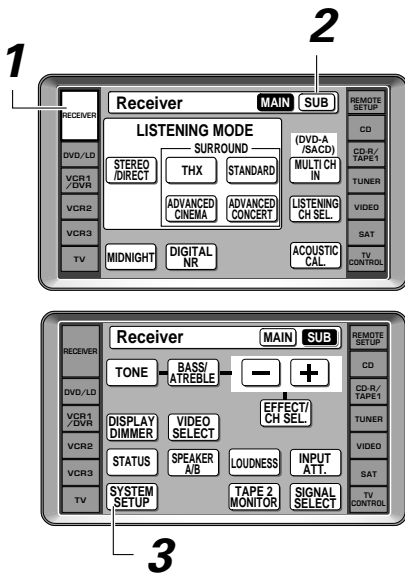 1
2
RECEIVER
DVD/LD
VCR1
/DVR
VCR2
VCR3
TV
Receiver
MAIN
SUB
LISTENING MODE
SURROUND
STEREO
/DIRECT
THX
STANDARD
ADVANCED
CINEMA
ADVANCED
CONCERT
(DVD-A
/SACD)
MULTI CH
IN
LISTENING
CH SEL.
MIDNIGHT
DIGITAL
NR
ACOUSTIC
CAL.
REMOTE
SETUP
CD
CD-R/
TAPE1
TUNER
VIDEO
SAT
TV
CONTROL
RECEIVER
DVD/LD
VCR1
/DVR
VCR2
VCR3
TV
Receiver
MAIN
SUB
TONE
BASS/
ATREBLE
–
+
EFFECT/
CH SEL.
DISPLAY
DIMMER
VIDEO
SELECT
STATUS
SPEAKER
A/B
LOUDNESS
INPUT
ATT.
SYSTEM
SETUP
TAPE 2
MONITOR
SIGNAL
SELECT
REMOTE
SETUP
CD
CD-R/
TAPE1
TUNER
VIDEO
SAT
TV
CONTROL
3